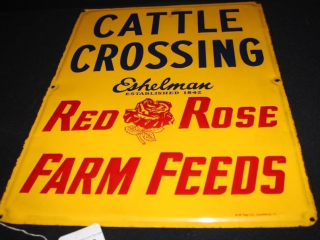 CATTLE
CROSSING
Eshelman
ESTABLISHED 1842
RED ROSE
FARM FEEDS